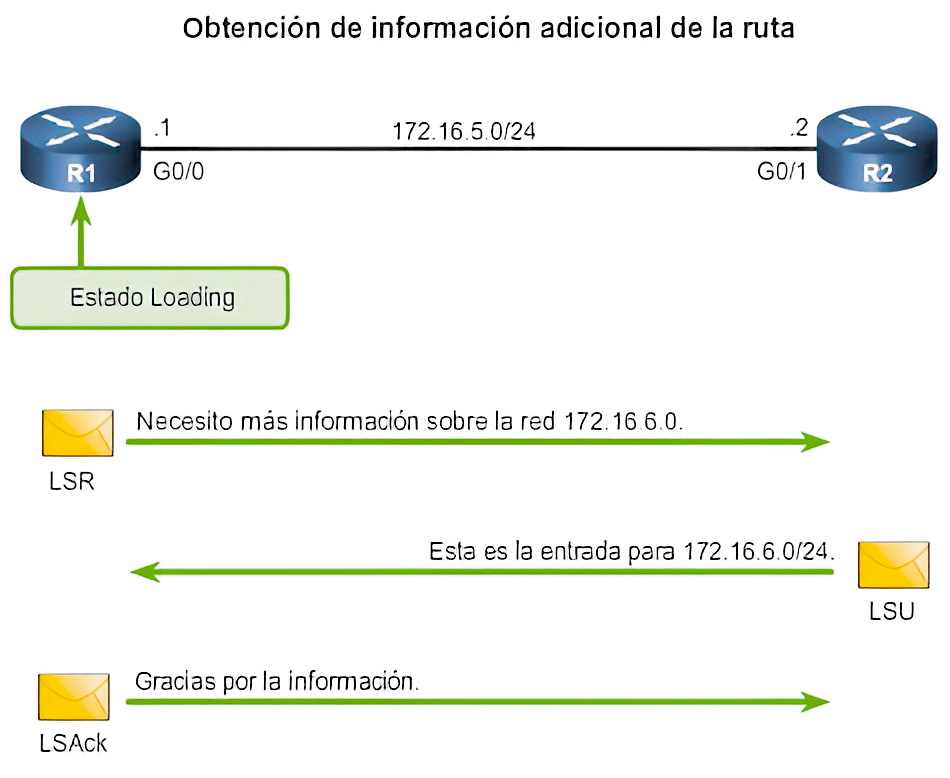 Obtención de información adicional de la ruta
.1
172.16.5.0/24
.2
R1
G0/0
G0/1
R2
Estado Loading
Necesito más información sobre la red 172.16.6.0.
LSR
Esta es la entrada para 172.16.6.0/24.
LSU
Gracias por la información.
LSAck